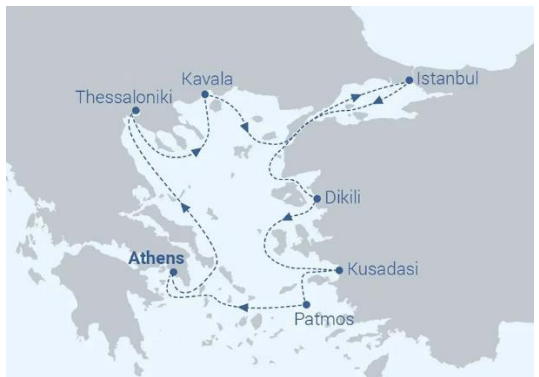 Istanbul
Kavala
Thessaloniki
Dikili
Athens
Kusadasi
Patmos